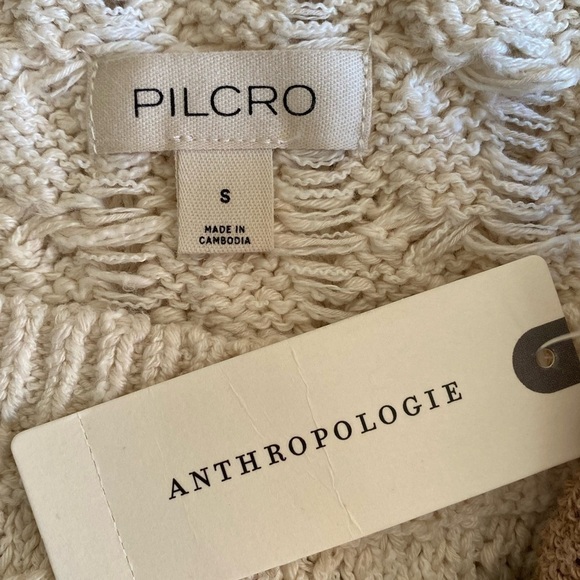 PILCRO
S
MADE IN
CAMBODIA
ANTHROPOLOGIE